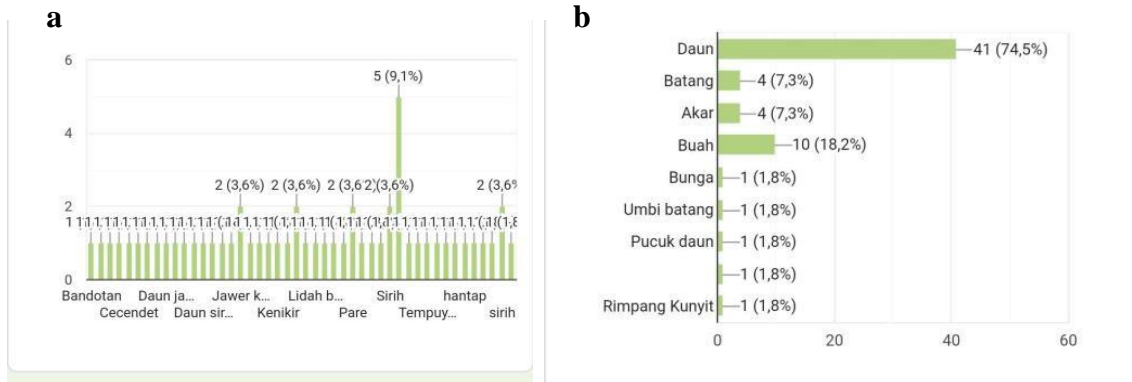 a
6
5 (9,1%)
4
2 (3,6%) 2 (3,6%) 2 (3,6 2 (3,6%) 2 (3,6%
2
0
Bandotan Daun ja... Jawer k... Lidah b... Sirih hantap
Cecendet Daun sir... Kenikir Pare Tempuy... sirih
b
Daun 41 (74,5%)
Batang 4 (7,3%)
Akar 4 (7,3%)
Buah 10 (18,2%)
Bunga 1 (1,8%)
Umbi batang 1 (1,8%)
Pucuk daun 1 (1,8%)
1 (1,8%)
Rimpang Kunyit 1 (1,8%)
0 20 40 60